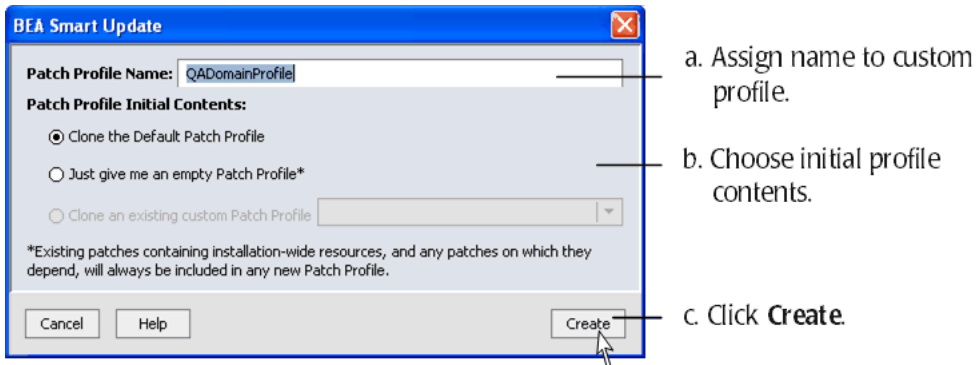 BEA Smart Update
Patch Profile Name: QADomainProfile
a. Assign name to custom
profile.
Patch Profile Initial Contents:
Clone the Default Patch Profile
Just give me an empty Patch Profile*
b. Choose initial profile
contents.
Clone an existing custom Patch Profile
*Existing patches containing installation-wide resources, and any patches on which they
depend, will always be included in any new Patch Profile.
Cancel Help Create
c. Click Create.